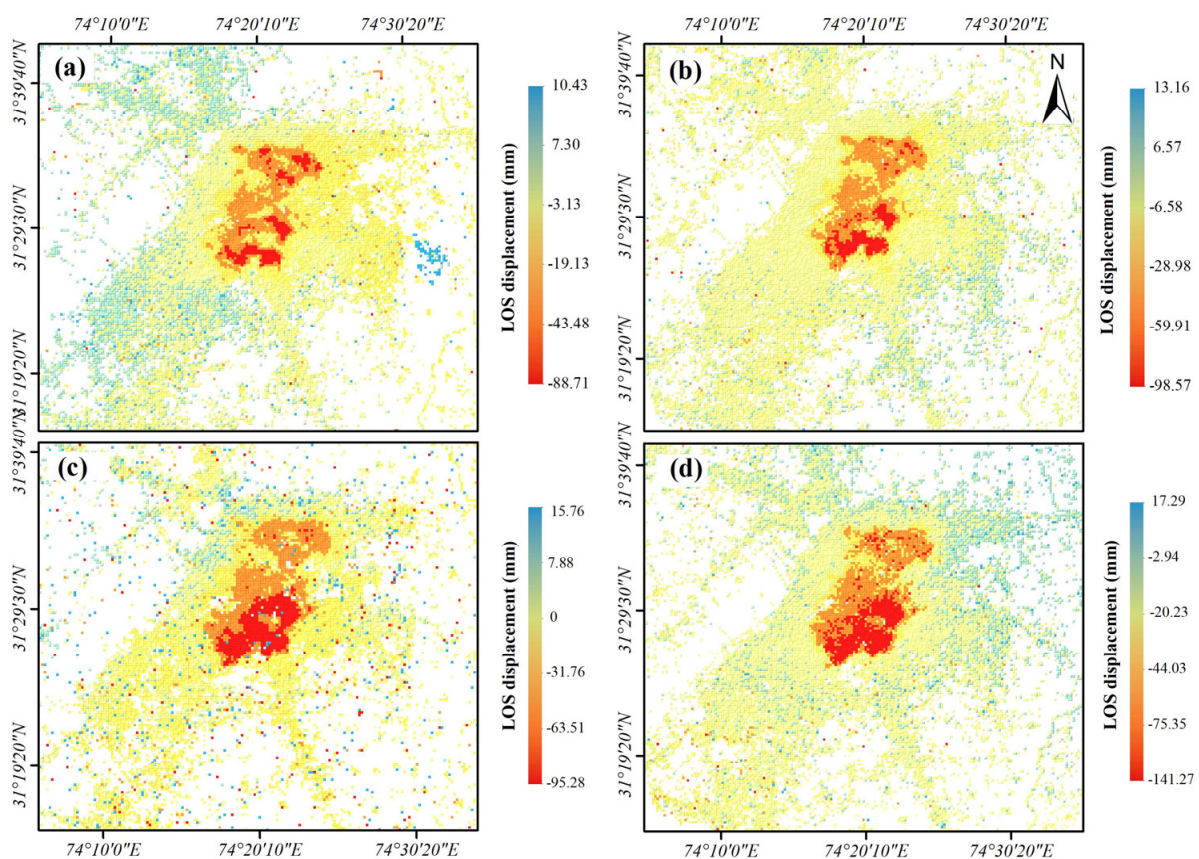 74°10'0"E 74°20'10"E 74°30'20"E
74°10'0"E 74°20'10"E 74°30'20"E
(a)
31°39'40"N
31°29'30"N
31°19'20"N
LOS displacement (mm)
10.43
7.30
-3.13
-19.13
-43.48
-88.71
(b)
N
31°39'40"N
31°29'30"N
31°19'20"N
LOS displacement (mm)
13.16
6.57
-6.58
-28.98
-59.91
-98.57
(c)
31°39'40"N
31°29'30"N
31°19'20"N
LOS displacement (mm)
15.76
7.88
0
-31.76
-63.51
-95.28
(d)
31°39'40"N
31°29'30"N
31°19'20"N
LOS displacement (mm)
17.29
-2.94
-20.23
-44.03
-75.35
-141.27
74°10'0"E 74°20'10"E 74°30'20"E
74°10'0"E 74°20'10"E 74°30'20"E